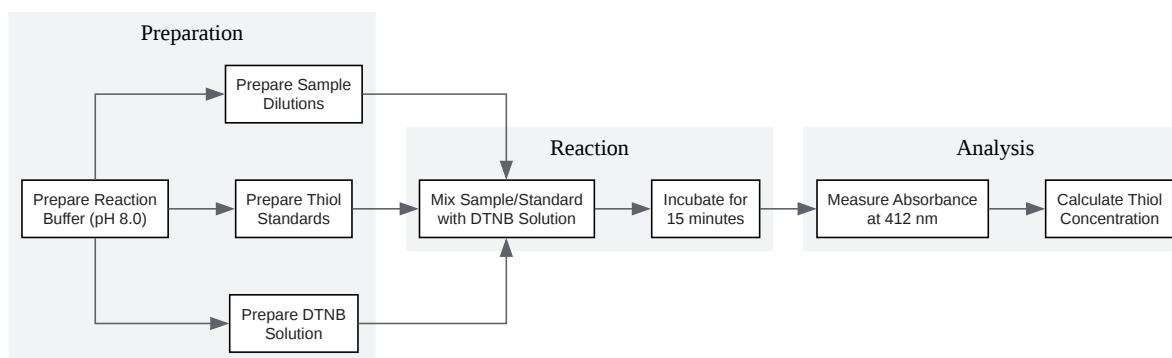 Preparation
Prepare Sample
Dilutions
Prepare Reaction
Buffer (pH 8.0)
Prepare Thiol
Standards
Prepare DTNB
Solution
Reaction
Mix Sample/Standard
with DTNB Solution
Incubate for
15 minutes
Analysis
Measure Absorbance
at 412 nm
Calculate Thiol
Concentration